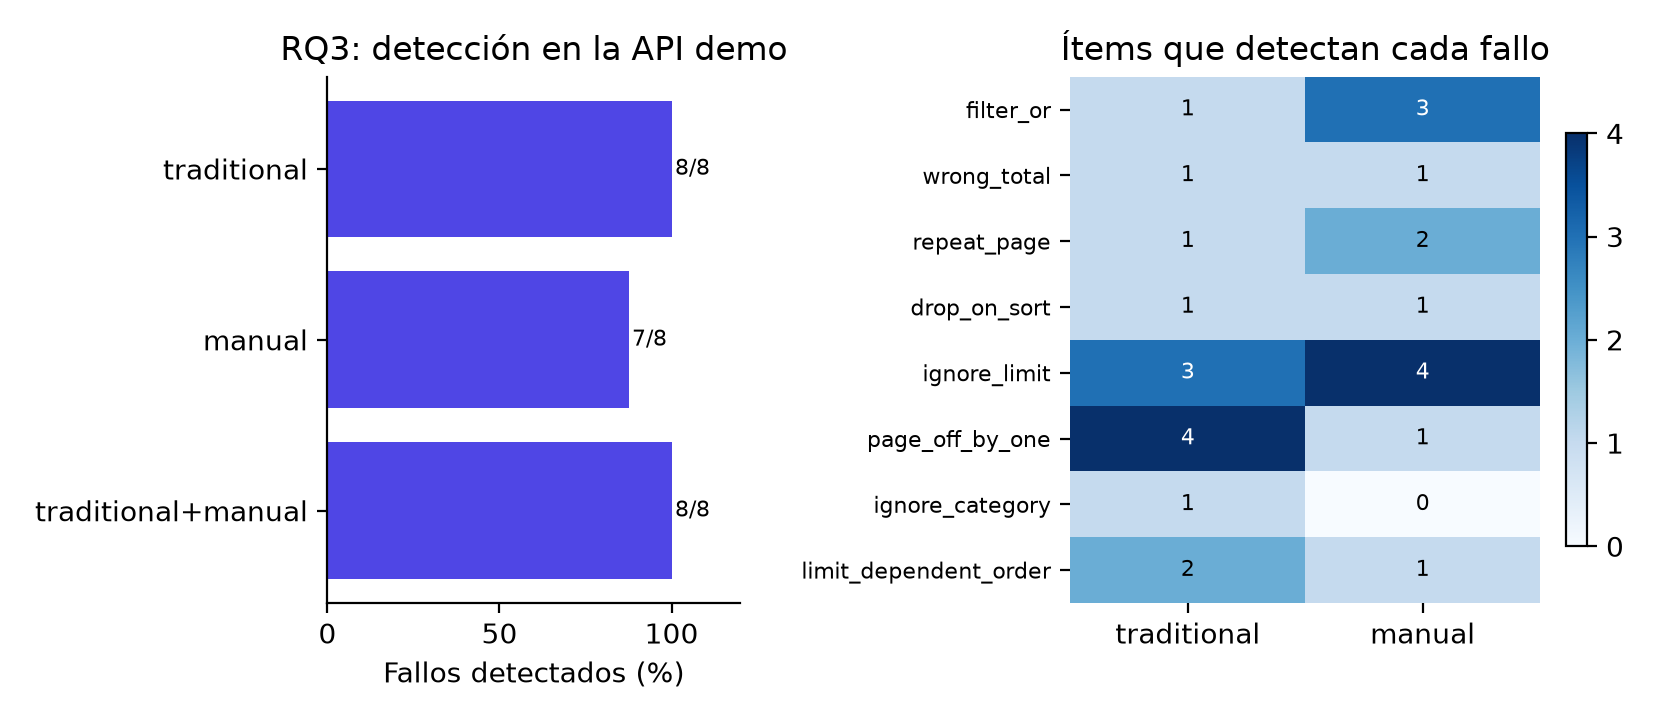 RQ3: detección en la API demo
traditional
8/8
manual
7/8
traditional+manual
8/8
0 50 100
Fallos detectados (%)
Ítems que detectan cada fallo
filter_or 1 3
wrong_total 1 1
repeat_page 1 2
drop_on_sort 1 1
ignore_limit 3 4
page_off_by_one 4 1
ignore_category 1 0
limit_dependent_order 2 1
traditional manual
4
3
2
1
0